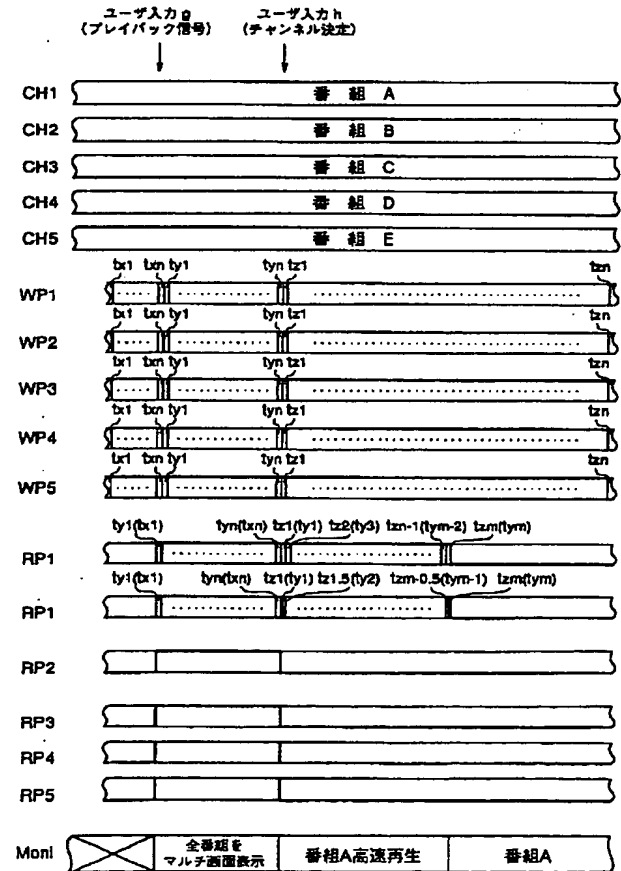 ユーザ入力g ユーザ入力h
(プレイバック信号) (チャンネル決定)
CH1 番 組 A
CH2 番 組 B
CH3 番 組 C
CH4 番 組 D
CH5 番 組 E
tx1 txn ty1 tyn tz1 tzn
WP1
tx1 txn ty1 tyn tz1 tzn
WP2
tx1 txn ty1 tyn tz1 tzn
WP3
tx1 txn ty1 tyn tz1 tzn
WP4
tx1 txn ty1 tyn tz1 tzn
WP5
ty1(tx1) tyn(txn) tz1(ty1) tz2(ty3) tzn-1(tym-2) tzm(tym)
RP1
ty1(tx1) tyn(txn) tz1(ty1) tz1.5(ty2) tzm-0.5(tym-1) tzm(tym)
RP1
RP2
RP3
RP4
RP5
Moni 全番組を
マルチ画面表示 番組A高速再生 番組A